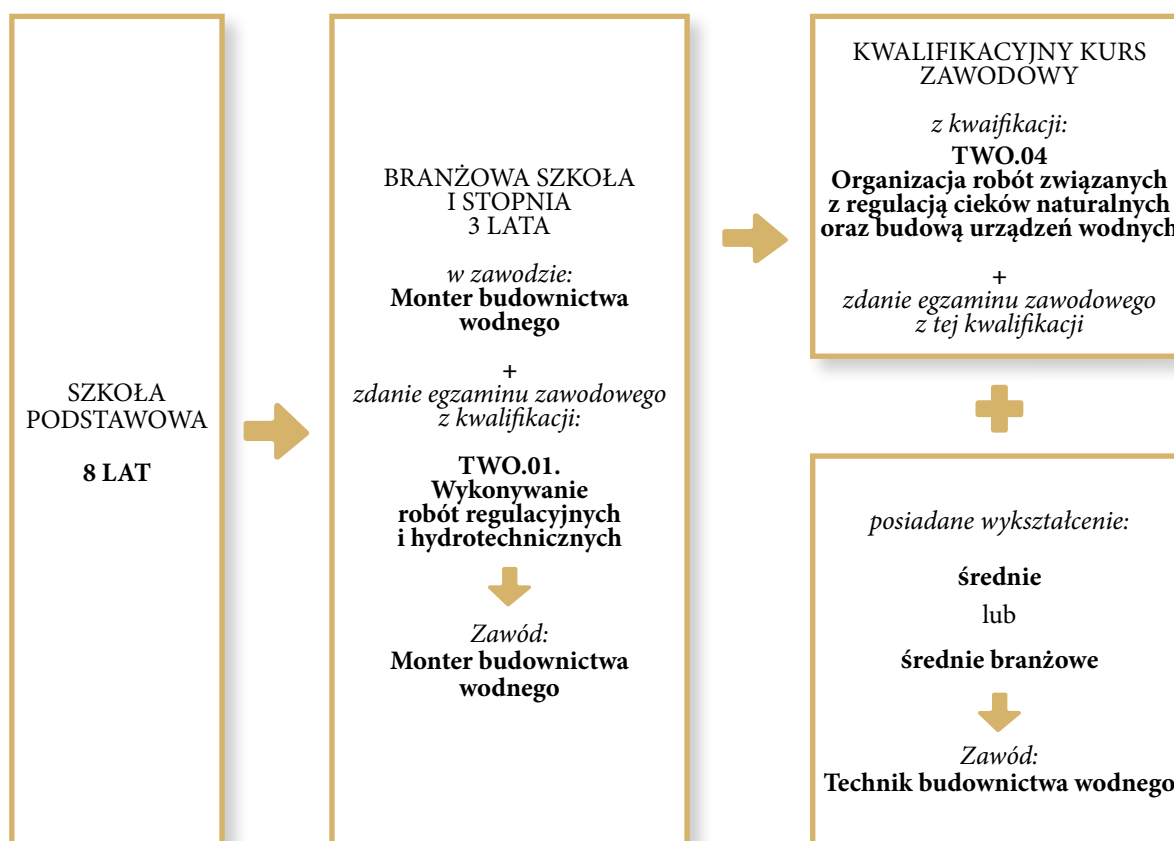 SZKOŁA
PODSTAWOWA
8 LAT
BRANŻOWA SZKOŁA
I STOPNIA
3 LATA
w zawodzie:
Monter budownictwa
wodnego
+
zdanie egzaminu zawodowego
z kwalifikacji:
TWO.01.
Wykonywanie
robót regulacyjnych
i hydrotechnicznych
Zawód:
Monter budownictwa
wodnego
KWALIFIKACYJNY KURS
ZAWODOWY
z kwaifikacji:
TWO.04
Organizacja robót związanych
z regulacją cieków naturalnych
oraz budową urządzeń wodnych
+
zdanie egzaminu zawodowego
z tej kwalifikacji
posiadane wykształcenie:
średnie
lub
średnie branżowe
Zawód:
Technik budownictwa wodnego